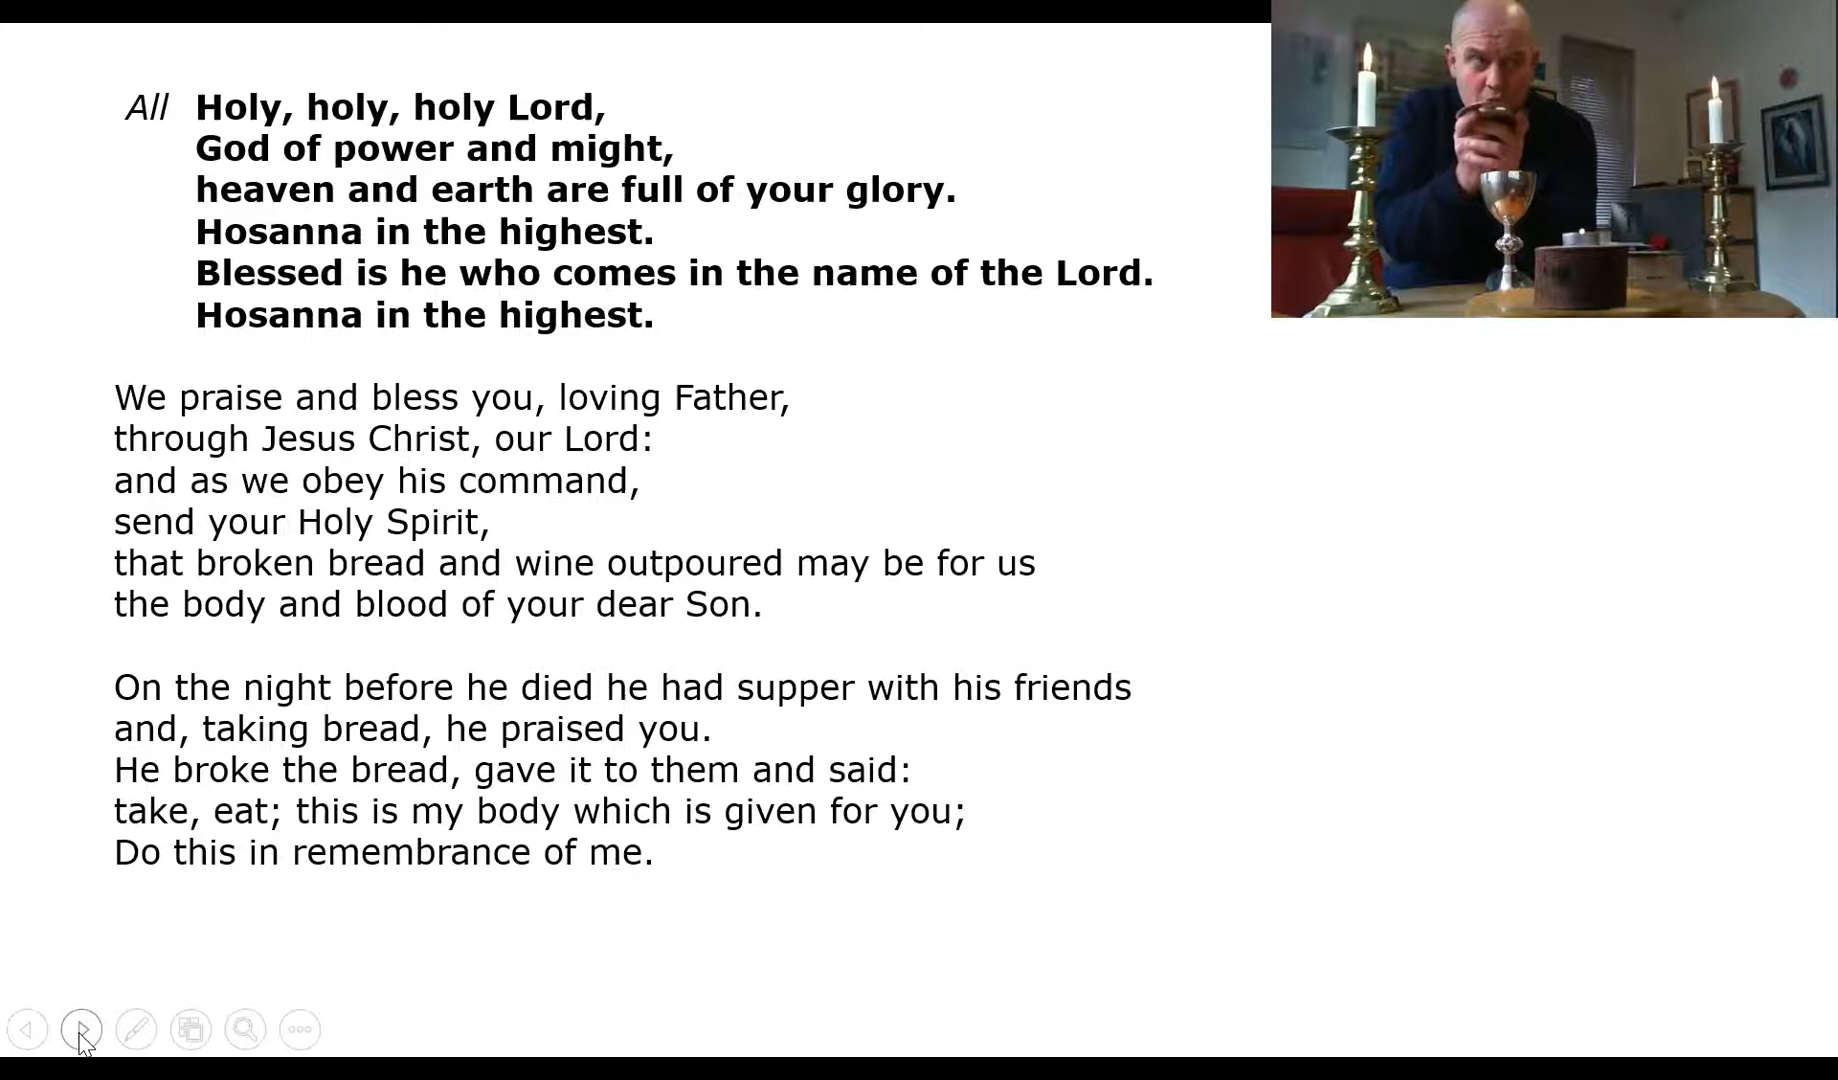 All Holy, holy, holy Lord,
God of power and might,
heaven and earth are full of your glory.
Hosanna in the highest.
Blessed is he who comes in the name of the Lord.
Hosanna in the highest.
We praise and bless you, loving Father,
through Jesus Christ, our Lord:
and as we obey his command,
send your Holy Spirit,
that broken bread and wine outpoured may be for us
the body and blood of your dear Son.
On the night before he died he had supper with his friends
and, taking bread, he praised you.
He broke the bread, gave it to them and said:
take, eat; this is my body which is given for you;
Do this in remembrance of me.